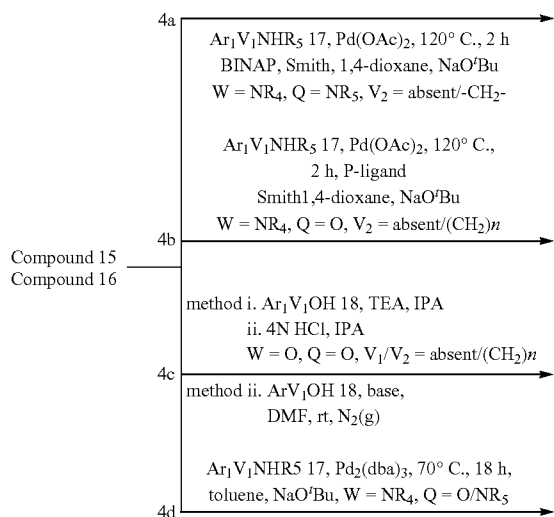 4a
Ar₁V₁NHR₅ 17, Pd(OAc)₂, 120° C., 2 h
BINAP, Smith, 1,4-dioxane, NaOᵗBu
W = NR₄, Q = NR₅, V₂ = absent/-CH₂-
Ar₁V₁NHR₅ 17, Pd(OAc)₂, 120° C.,
2 h, P-ligand
Smith1,4-dioxane, NaOᵗBu
W = NR₄, Q = O, V₂ = absent/(CH₂)n
4b
Compound 15
Compound 16
method i. Ar₁V₁OH 18, TEA, IPA
ii. 4N HCl, IPA
W = O, Q = O, V₁/V₂ = absent/(CH₂)n
4c
method ii. ArV₁OH 18, base,
DMF, rt, N₂(g)
Ar₁V₁NHR5 17, Pd₂(dba)₃, 70° C., 18 h,
toluene, NaOᵗBu, W = NR₄, Q = O/NR₅
4d